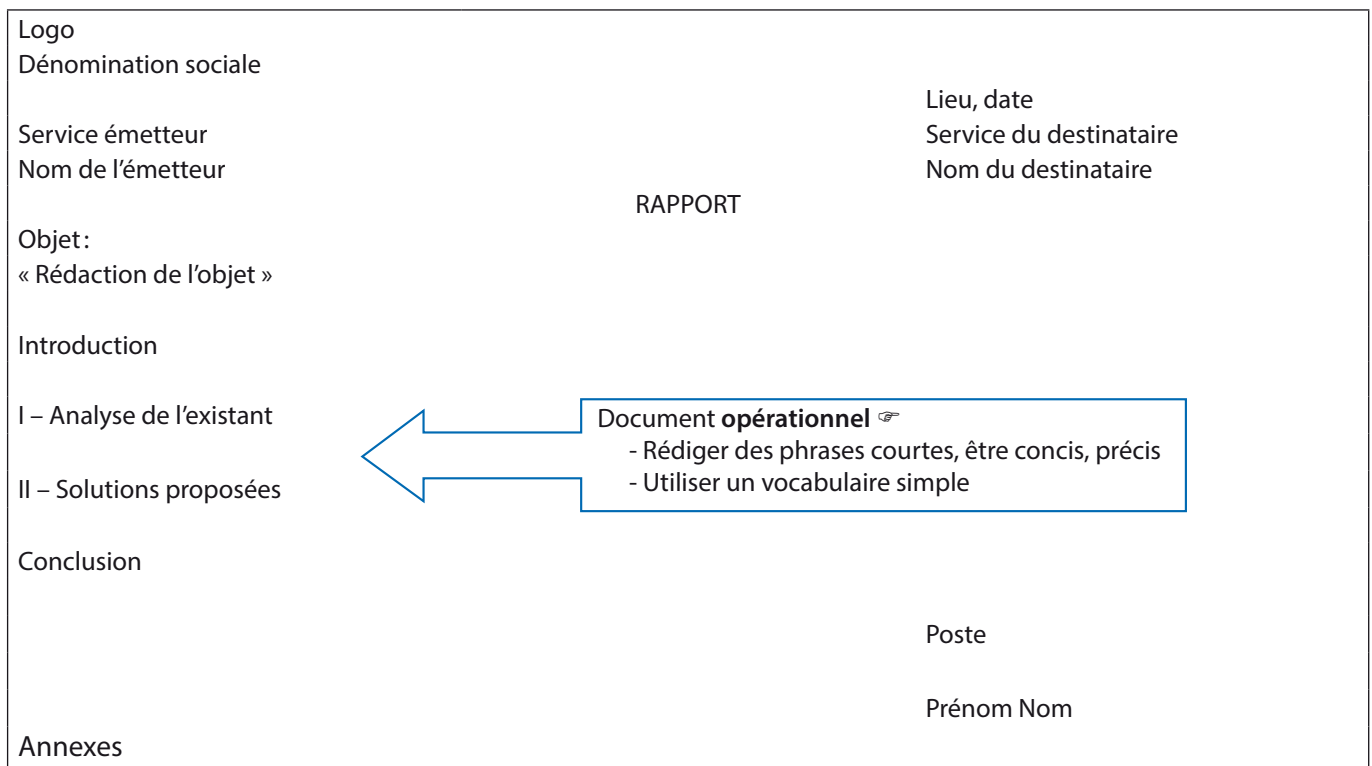 Logo
Dénomination sociale
Lieu, date
Service émetteur
Service du destinataire
Nom de l’émetteur
Nom du destinataire
RAPPORT
Objet :
« Rédaction de l’objet »
Introduction
I – Analyse de l’existant
Document opérationnel ☞
- Rédiger des phrases courtes, être concis, précis
- Utiliser un vocabulaire simple
II – Solutions proposées
Conclusion
Poste
Prénom Nom
Annexes